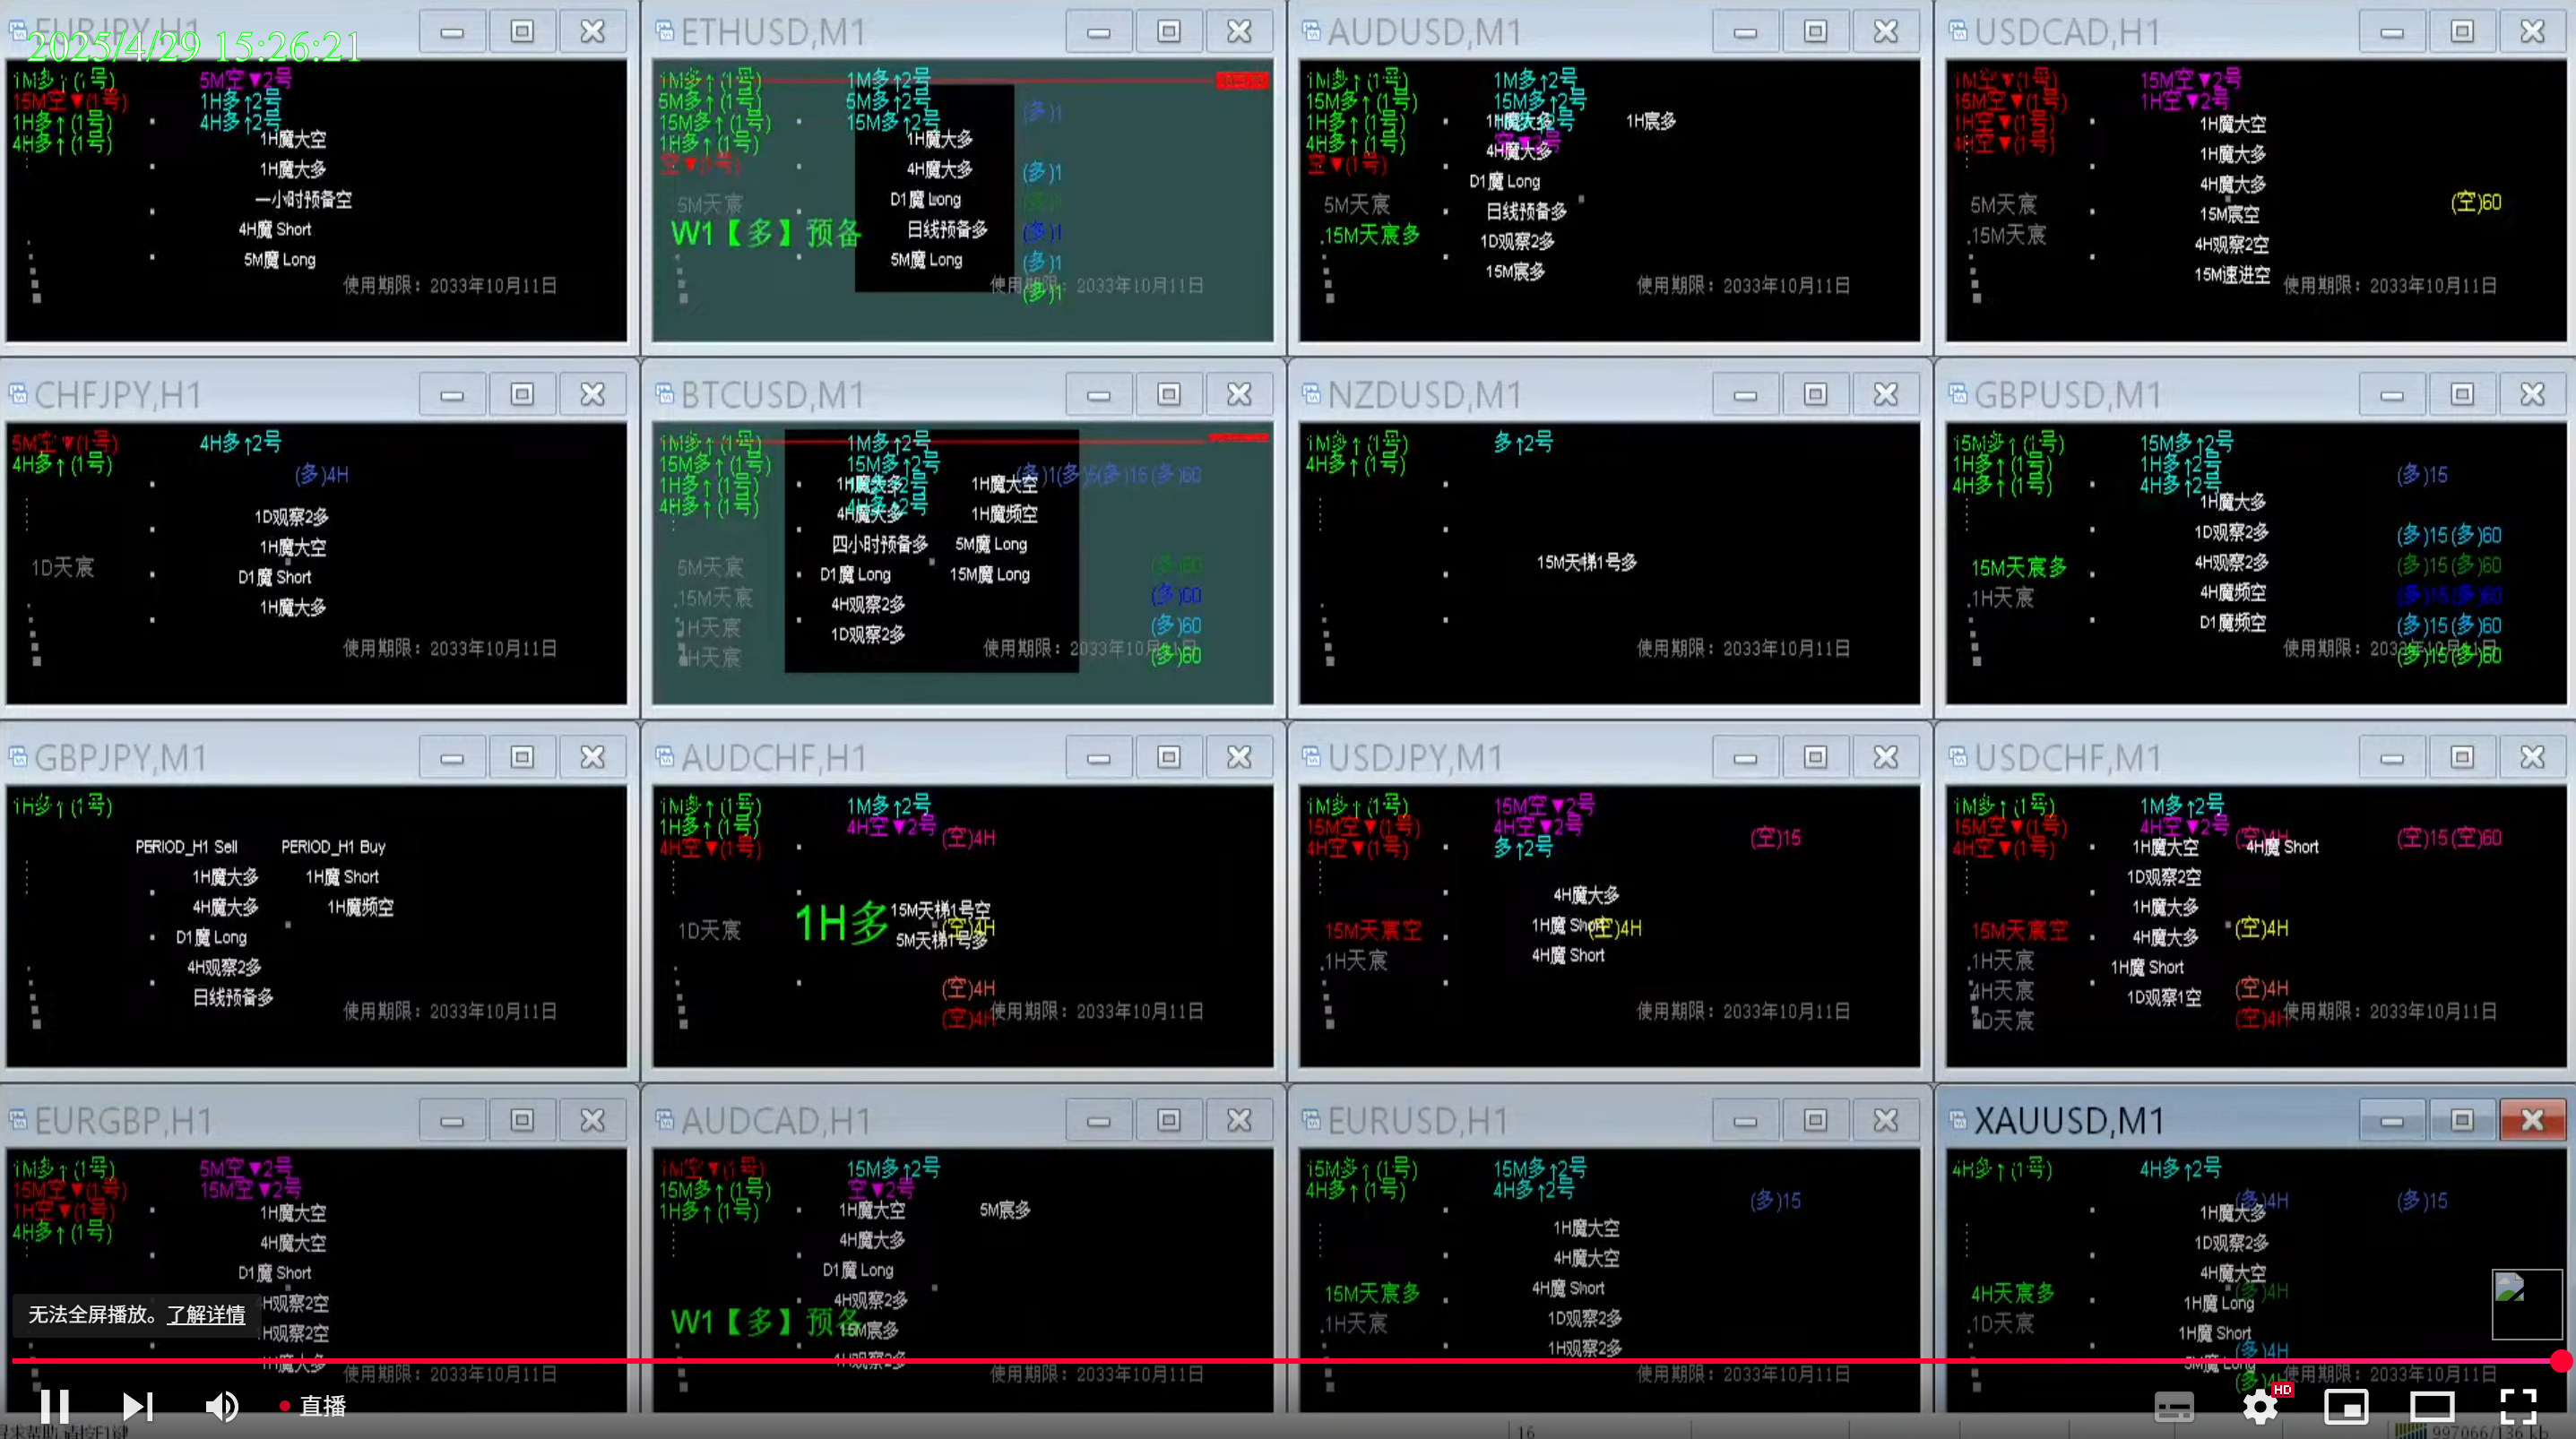 EURJPY,H1
2025/4/29 15:26:21
1M多↑(1号)
5M空▼2号
15M空▼(1号)
1H多↑2号
1H多↑(1号)
4H多↑2号
4H多↑(1号)
1H魔大空
1H魔大多
一小时预备空
4H魔 Short
5M魔 Long
使用期限：2033年10月11日
ETHUSD,M1
1M多↑(1号)
1M多↑2号
5M多↑(1号)
5M多↑2号
15M多↑(1号)
15M多↑2号
1H多↑(1号)
空▼(1号)
(多)1
1H魔大多
4H魔大多
(多)1
5M天宸
D1魔 Long
W1【多】预备
日线预备多
(多)1
5M魔 Long
(多)1
使用期限：2033年10月11日
(多)1
AUDUSD,M1
1M多↑(1号)
1M多↑2号
15M多↑(1号)
15M多↑2号
1H多↑(1号)
1H魔大多
1H宸多
4H多↑(1号)
空▼2号
4H魔大多
空▼(1号)
D1魔 Long
5M天宸
日线预备多
.15M天宸多
1D观察2多
15M宸多
使用期限：2033年10月11日
USDCAD,H1
1M空▼(1号)
15M空▼2号
15M空▼(1号)
1H空▼2号
1H空▼(1号)
4H空▼(1号)
1H魔大空
1H魔大多
4H魔大多
5M天宸
15M宸空
(空)60
.15M天宸
4H观察2空
15M速进空
使用期限：2033年10月11日
CHFJPY,H1
5M空▼(1号)
4H多↑2号
4H多↑(1号)
(多)4H
1D观察2多
1H魔大空
1D天宸
D1魔 Short
1H魔大多
使用期限：2033年10月11日
BTCUSD,M1
1M多↑(1号)
1M多↑2号
15M多↑(1号)
15M多↑2号
1H多↑(1号)
4H多↑(1号)
4H多↑2号
(多)1(多)5(多)15(多)60
1H魔大多
1H魔大空
4H魔大多
1H魔频空
四小时预备多
5M魔 Long
5M天宸
D1魔 Long
15M魔 Long
(多)60
.15M天宸
4H观察2多
(多)60
1H天宸
1D观察2多
(多)60
H天宸
使用期限：2033年10月11日
(多)60
NZDUSD,M1
1M多↑(1号)
多↑2号
4H多↑(1号)
15M天梯1号多
使用期限：2033年10月11日
GBPUSD,M1
15M多↑(1号)
15M多↑2号
1H多↑(1号)
1H多↑2号
4H多↑(1号)
4H多↑2号
(多)15
1H魔大多
1D观察2多
(多)15(多)60
15M天宸多
4H观察2多
(多)15(多)60
.1H天宸
4H魔频空
(多)15(多)60
D1魔频空
(多)15(多)60
使用期限：2033年10月11日
(多)15(多)60
GBPJPY,M1
1H多↑(1号)
PERIOD_H1 Sell
PERIOD_H1 Buy
1H魔大多
1H魔 Short
4H魔大多
1H魔频空
D1魔 Long
4H观察2多
日线预备多
使用期限：2033年10月11日
AUDCHF,H1
1M多↑(1号)
1M多↑2号
1H多↑(1号)
4H空▼2号
4H空▼(1号)
(空)4H
1D天宸
1H多
15M天梯1号空
(空)4H
5M天梯1号多
(空)4H
(空)4H
使用期限：2033年10月11日
USDJPY,M1
1M多↑(1号)
15M空▼2号
15M空▼(1号)
4H空▼2号
4H空▼(1号)
多↑2号
(空)15
4H魔大多
15M天宸空
1H魔 Short
(空)4H
.1H天宸
4H魔 Short
使用期限：2033年10月11日
USDCHF,M1
1M多↑(1号)
1M多↑2号
15M空▼(1号)
4H空▼2号
4H空▼(1号)
(空)4H
(空)15(空)60
1H魔大空
4H魔 Short
1D观察2空
1H魔大多
15M天宸空
4H魔大多
(空)4H
.1H天宸
1H魔 Short
4H天宸
1D观察1空
(空)4H
1D天宸
(空)4H
使用期限：2033年10月11日
EURGBP,H1
1M多↑(1号)
5M空▼2号
15M空▼(1号)
15M空▼2号
1H空▼(1号)
4H多↑(1号)
1H魔大空
4H魔大空
D1魔 Short
H观察2空
H观察2空
1H魔大多
使用期限：2033年10月11日
AUDCAD,H1
1M空▼(1号)
15M多↑2号
15M多↑(1号)
空▼2号
1H多↑(1号)
1H魔大空
5M宸多
4H魔大多
D1魔 Long
4H观察2多
W1【多】预备
15M宸多
1H观察2多
使用期限：2033年10月11日
EURUSD,H1
15M多↑(1号)
15M多↑2号
4H多↑(1号)
4H多↑2号
(多)15
1H魔大空
4H魔大空
15M天宸多
4H魔 Short
.1H天宸
1D观察2多
1H观察2多
使用期限：2033年10月11日
XAUUSD,M1
4H多↑(1号)
4H多↑2号
(多)4H
(多)15
1H魔大多
1D观察2多
4H魔大空
4H天宸多
(多)4H
1H魔 Long
.1D天宸
1H魔 Short
(多)4H
5M魔 Long
使用期限：2033年10月11日
无法全屏播放。了解详情
直播
HD
寻求帮助,请按F1键
16
997066/136 kb